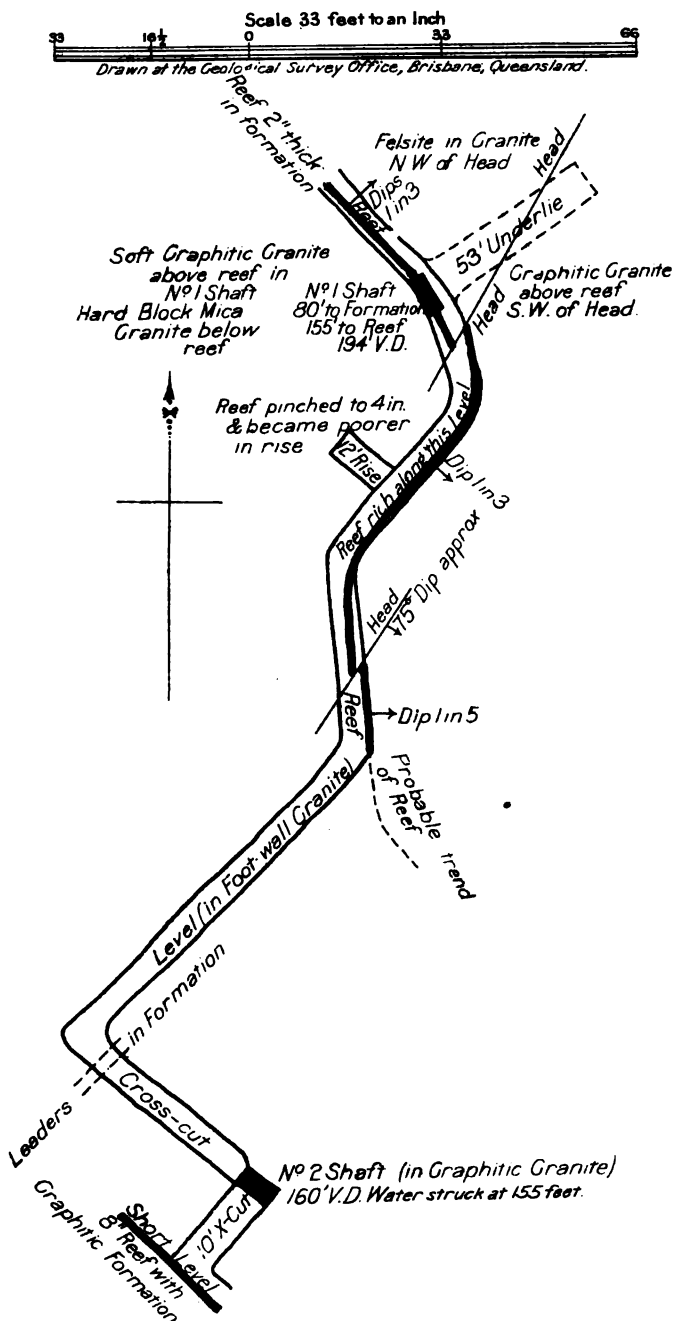 Scale 33 feet to an Inch
33 16½ 0 33 66
Drawn at the Geological Survey Office, Brisbane, Queensland.
Reef 2" thick
in formation
Reef
Dips
1 in 3
Felsite in Granite
N W of Head
Head
53' Underlie
Soft Graphitic Granite
above reef in
Nº 1 Shaft
Hard Block Mica
Granite below
reef
Nº 1 Shaft
80' to Formation
155' to Reef
194' V.D.
Head
Graphitic Granite
above reef
S.W. of Head.
Reef pinched to 4 in.
& became poorer
in rise
12' Rise
Reef rich along this Level
Dip 1 in 3
Head
75° Dip approx
Reef
Dip 1 in 5
Probable trend
of Reef
Level (in Foot-wall Granite)
in Formation
Leaders
Cross-cut
Nº 2 Shaft (in Graphitic Granite)
160' V.D. Water struck at 155 feet.
10' X-Cut
Short Level
8" Reef with
Graphitic Formation